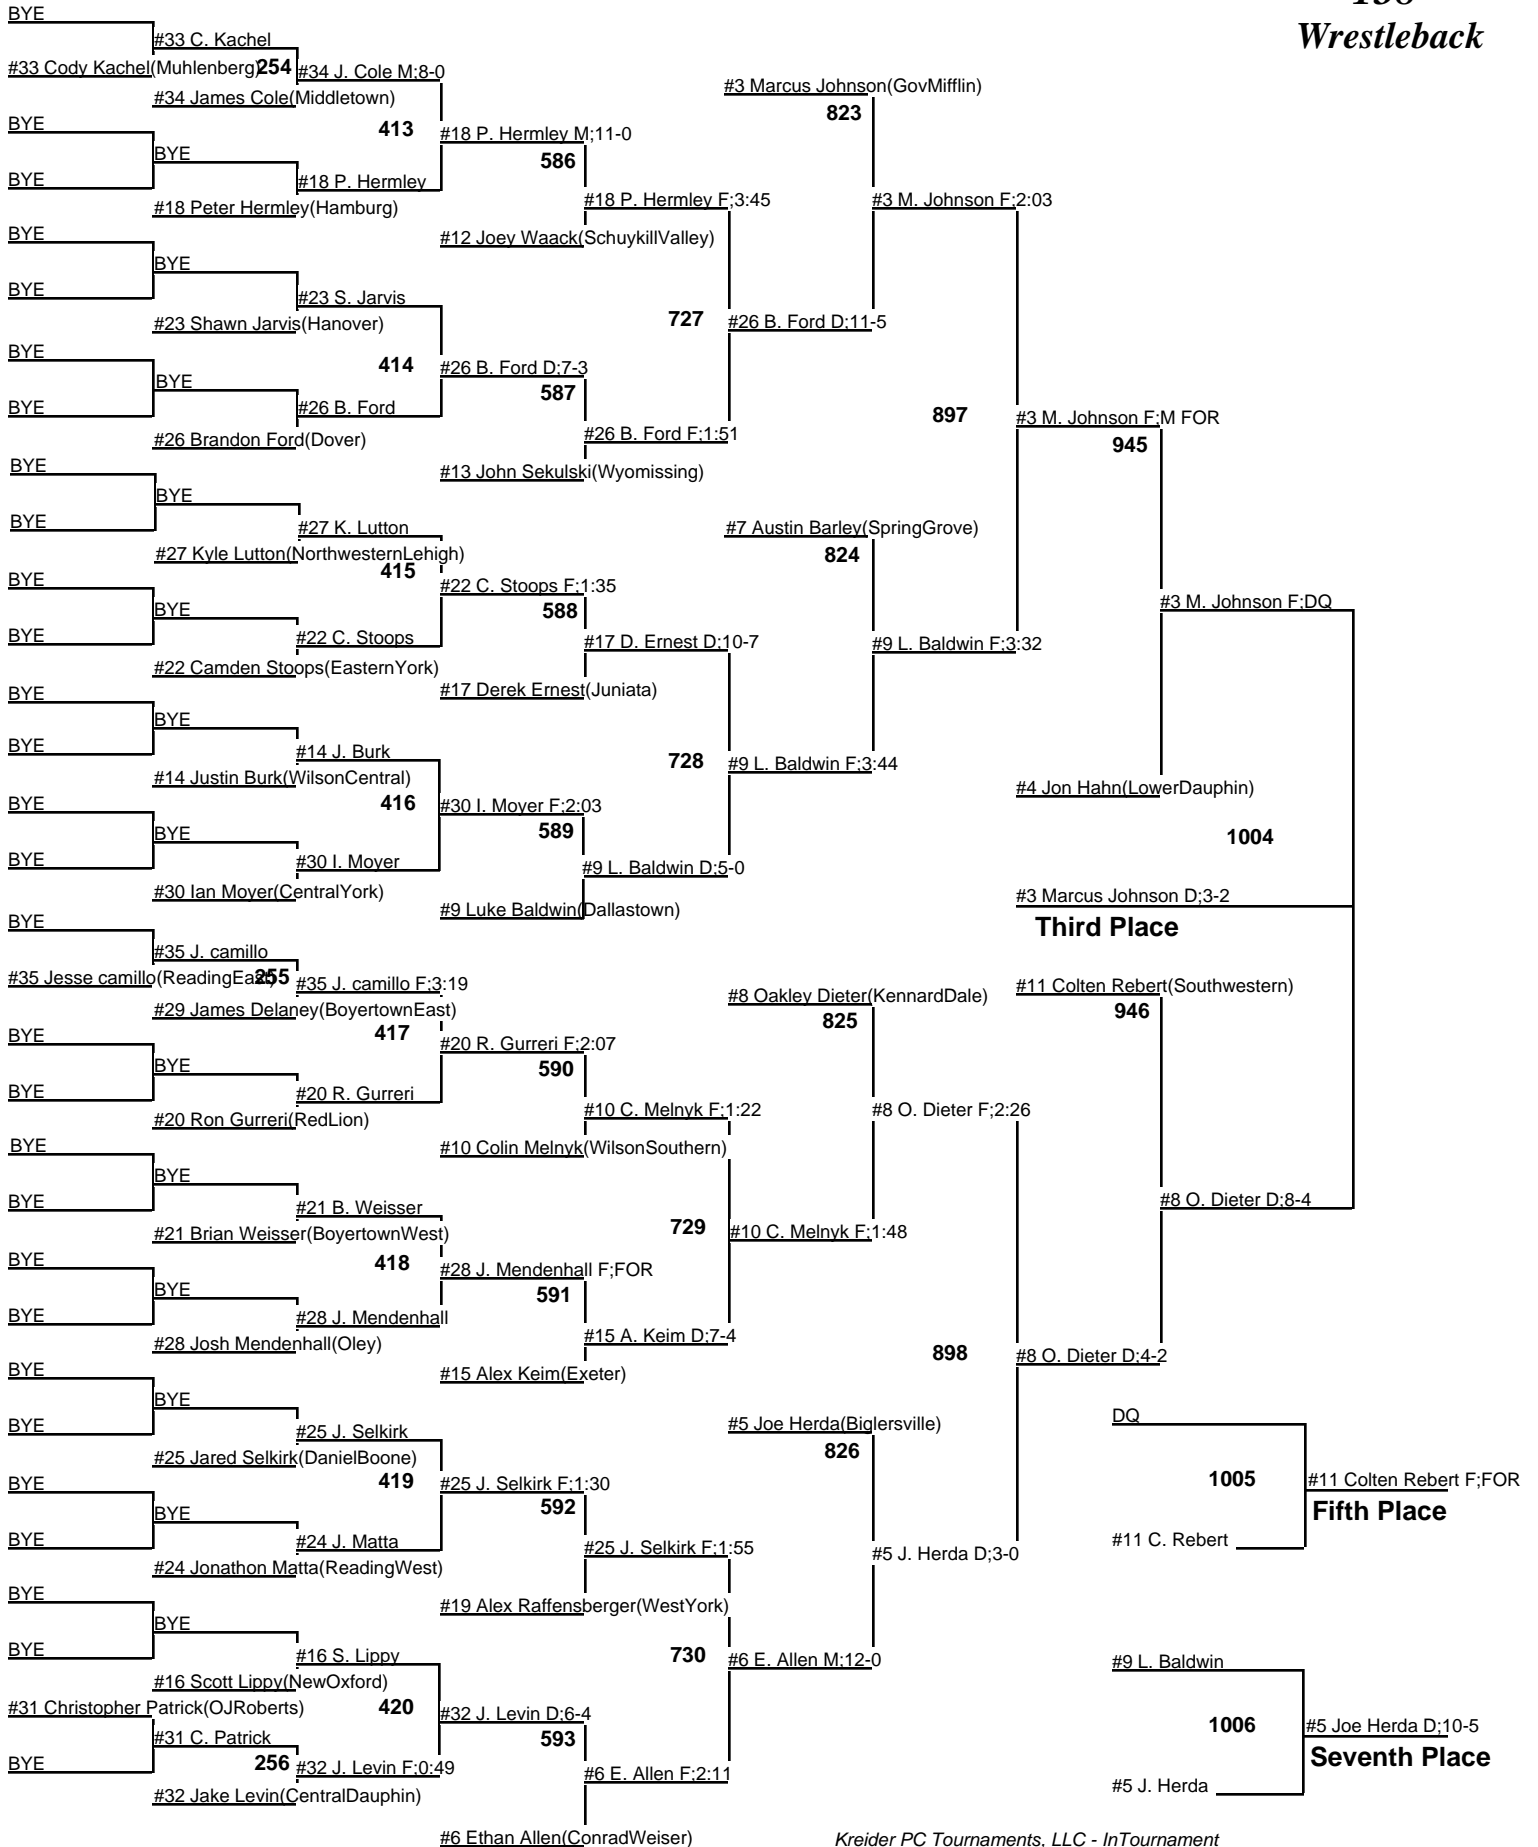 BYE
138
Wrestleback
#33 C. Kachel
#33 Cody Kachel(Muhlenberg)
254
#34 J. Cole M;8-0
#34 James Cole(Middletown)
#3 Marcus Johnson(GovMifflin)
823
BYE
413
#18 P. Hermley M;11-0
BYE
586
BYE
#18 P. Hermley
#18 Peter Hermley(Hamburg)
#18 P. Hermley F;3:45
#3 M. Johnson F;2:03
BYE
#12 Joey Waack(SchuykillValley)
BYE
BYE
#23 S. Jarvis
#23 Shawn Jarvis(Hanover)
727
#26 B. Ford D;11-5
BYE
414
#26 B. Ford D;7-3
BYE
587
BYE
#26 B. Ford
897
#3 M. Johnson F;M FOR
#26 Brandon Ford(Dover)
#26 B. Ford F;1:51
945
BYE
#13 John Sekulski(Wyomissing)
BYE
BYE
#27 K. Lutton
#7 Austin Barley(SpringGrove)
#27 Kyle Lutton(NorthwesternLehigh)
824
415
BYE
#22 C. Stoops F;1:35
BYE
588
#3 M. Johnson F;DQ
BYE
#22 C. Stoops
#17 D. Ernest D;10-7
#9 L. Baldwin F;3:32
#22 Camden Stoops(EasternYork)
BYE
#17 Derek Ernest(Juniata)
BYE
BYE
#14 J. Burk
728
#9 L. Baldwin F;3:44
#14 Justin Burk(WilsonCentral)
#4 Jon Hahn(LowerDauphin)
BYE
416
#30 I. Moyer F;2:03
BYE
589
1004
BYE
#30 I. Moyer
#9 L. Baldwin D;5-0
#30 Ian Moyer(CentralYork)
#3 Marcus Johnson D;3-2
#9 Luke Baldwin(Dallastown)
BYE
Third Place
#35 J. camillo
#35 Jesse camillo(ReadingEast)
255
#35 J. camillo F;3:19
#11 Colten Rebert(Southwestern)
#8 Oakley Dieter(KennardDale)
#29 James Delaney(BoyertownEast)
946
825
BYE
417
#20 R. Gurreri F;2:07
BYE
590
BYE
#20 R. Gurreri
#10 C. Melnyk F;1:22
#8 O. Dieter F;2:26
#20 Ron Gurreri(RedLion)
BYE
#10 Colin Melnyk(WilsonSouthern)
BYE
BYE
#21 B. Weisser
#8 O. Dieter D;8-4
#21 Brian Weisser(BoyertownWest)
729
#10 C. Melnyk F;1:48
BYE
418
#28 J. Mendenhall F;FOR
BYE
591
BYE
#28 J. Mendenhall
#15 A. Keim D;7-4
#28 Josh Mendenhall(Oley)
898
#8 O. Dieter D;4-2
BYE
#15 Alex Keim(Exeter)
BYE
DQ
BYE
#25 J. Selkirk
#5 Joe Herda(Biglersville)
#25 Jared Selkirk(DanielBoone)
826
BYE
419
#25 J. Selkirk F;1:30
1005
#11 Colten Rebert F;FOR
BYE
592
Fifth Place
BYE
#24 J. Matta
#25 J. Selkirk F;1:55
#5 J. Herda D;3-0
#11 C. Rebert
#24 Jonathon Matta(ReadingWest)
BYE
#19 Alex Raffensberger(WestYork)
BYE
BYE
#16 S. Lippy
730
#6 E. Allen M;12-0
#9 L. Baldwin
#16 Scott Lippy(NewOxford)
#31 Christopher Patrick(OJRoberts)
420
#32 J. Levin D;6-4
1006
#5 Joe Herda D;10-5
#31 C. Patrick
593
Seventh Place
BYE
256
#32 J. Levin F;0:49
#6 E. Allen F;2:11
#5 J. Herda
#32 Jake Levin(CentralDauphin)
#6 Ethan Allen(ConradWeiser)
Kreider PC Tournaments, LLC - InTournament